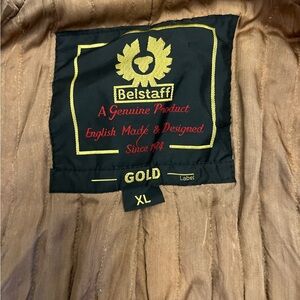 Belstaff
A Genuine Product
English Made & Designed
Since 1924
GOLD Label
XL